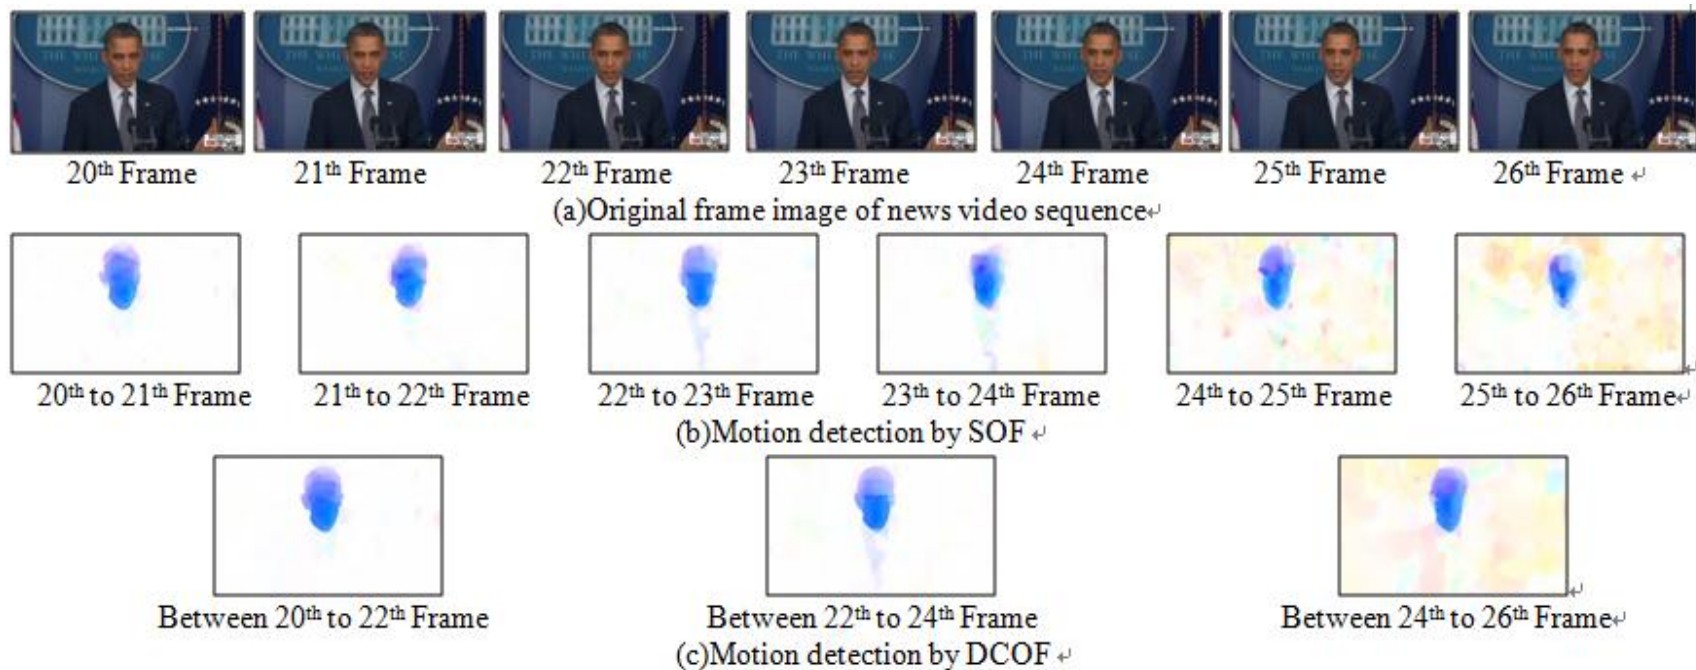 THE WHITE HOUSE
20th Frame 21th Frame 22th Frame 23th Frame 24th Frame 25th Frame 26th Frame ↵
(a)Original frame image of news video sequence↵
20th to 21th Frame 21th to 22th Frame 22th to 23th Frame 23th to 24th Frame 24th to 25th Frame 25th to 26th Frame↵
(b)Motion detection by SOF ↵
Between 20th to 22th Frame Between 22th to 24th Frame Between 24th to 26th Frame↵
(c)Motion detection by DCOF ↵